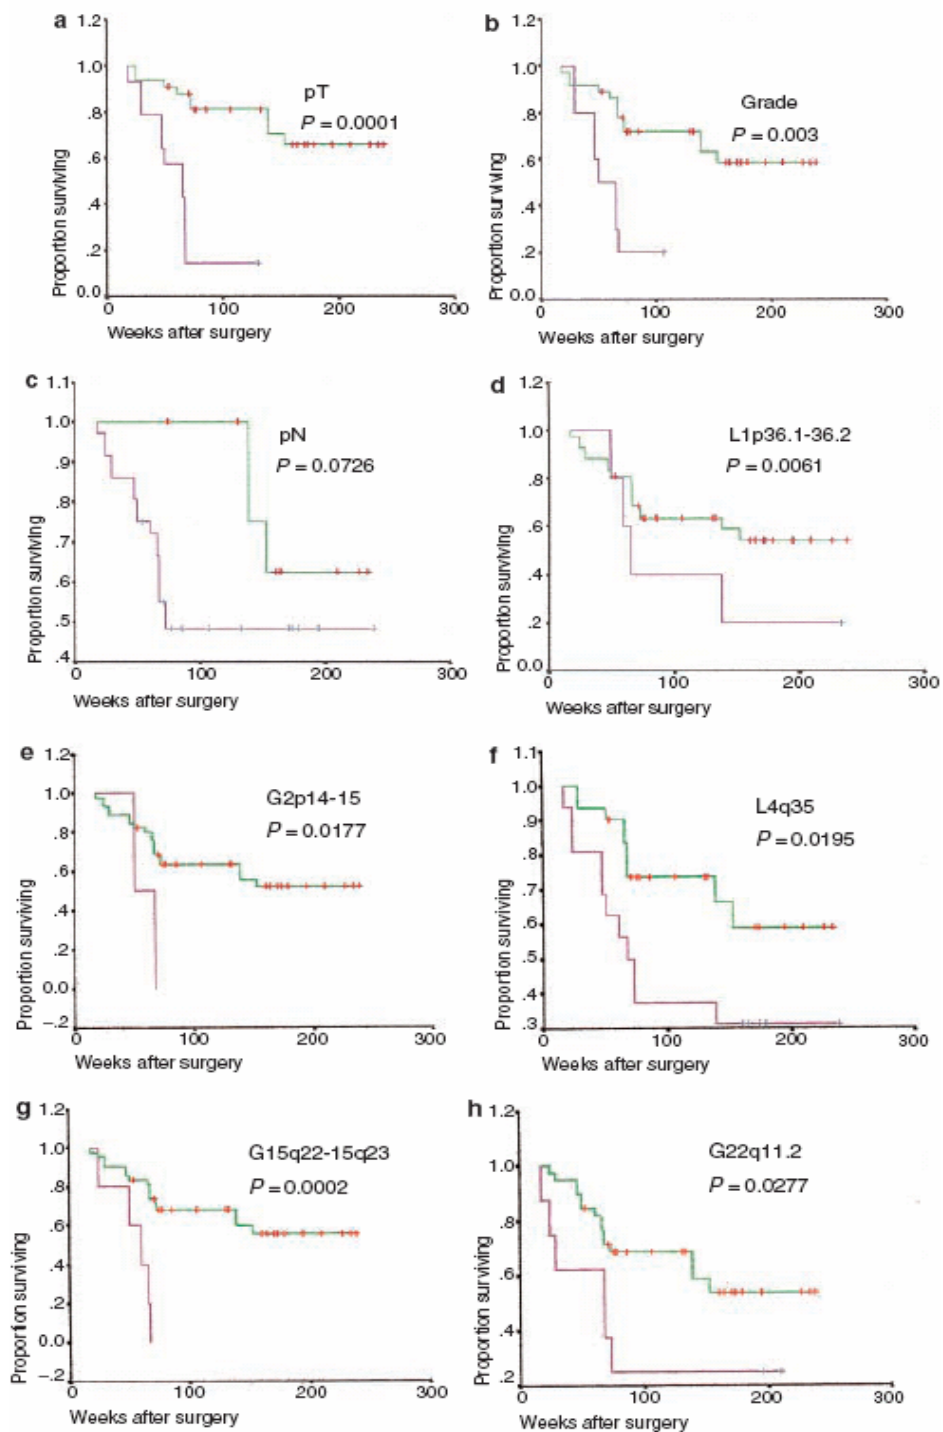 a
1.2
1.0
.8
.6
.4
.2
0.0
Proportion surviving
pT
P = 0.0001
0 100 200 300
Weeks after surgery
b
1.2
1.0
.8
.6
.4
.2
0.0
Proportion surviving
Grade
P = 0.003
0 100 200 300
Weeks after surgery
c
1.1
1.0
.9
.8
.7
.6
.5
.4
Proportion surviving
pN
P = 0.0726
0 100 200 300
Weeks after surgery
d
1.2
1.0
.8
.6
.4
.2
0.0
Proportion surviving
L1p36.1-36.2
P = 0.0061
0 100 200 300
Weeks after surgery
e
1.2
1.0
0.8
.6
.4
.2
0.0
-.2
Proportion surviving
G2p14-15
P = 0.0177
0 100 200 300
Weeks after surgery
f
1.1
1.0
.9
.8
.7
.6
.5
.4
.3
Proportion surviving
L4q35
P = 0.0195
0 100 200 300
Weeks after surgery
g
1.2
1.0
.8
.6
.4
.2
0.0
-.2
Proportion surviving
G15q22-15q23
P = 0.0002
0 100 200 300
Weeks after surgery
h
1.2
1.0
.8
.6
.4
.2
Proportion surviving
G22q11.2
P = 0.0277
0 100 200 300
Weeks after surgery